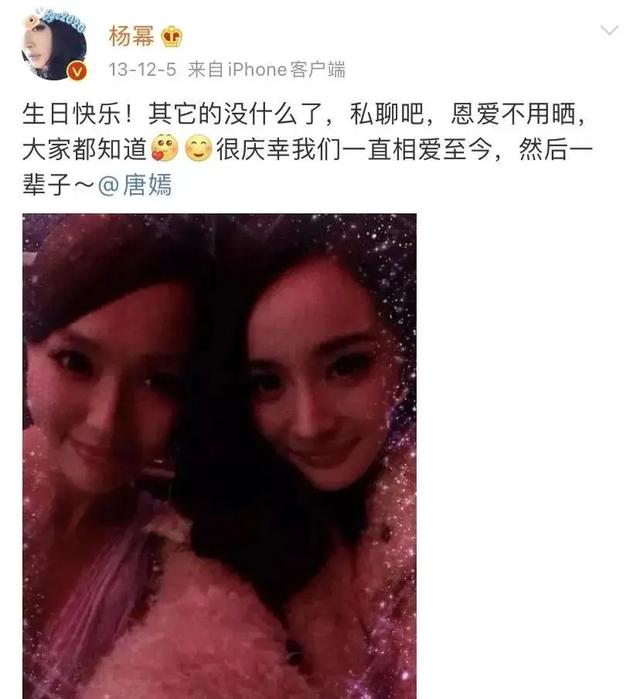 Bye2020
杨幂
13-12-5 来自iPhone客户端
生日快乐！其它的没什么了，私聊吧，恩爱不用晒，
大家都知道🥰😊很庆幸我们一直相爱至今，然后一
辈子～@唐嫣